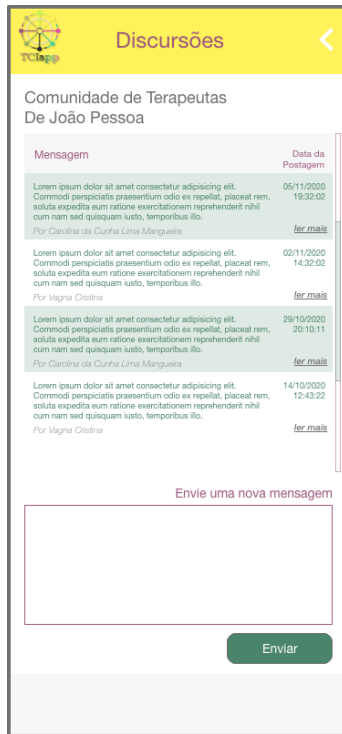 Discursões
TCIapp
Comunidade de Terapeutas
De João Pessoa
Mensagem
Data da
Postagem
Lorem ipsum dolor sit amet consectetur adipisicing elit.
Commodi perspiciatis praesentium odio ex repellat, placeat rem,
soluta expedita eum ratione exercitationem reprehenderit nihil
cum nam sed quisquam iusto, temporibus illo.
Por Carolina da Cunha Lima Mangueira
05/11/2020
19:32:02
ler mais
Lorem ipsum dolor sit amet consectetur adipisicing elit.
Commodi perspiciatis praesentium odio ex repellat, placeat rem,
soluta expedita eum ratione exercitationem reprehenderit nihil
cum nam sed quisquam iusto, temporibus illo.
Por Vagna Cristina
02/11/2020
14:32:02
ler mais
Lorem ipsum dolor sit amet consectetur adipisicing elit.
Commodi perspiciatis praesentium odio ex repellat, placeat rem,
soluta expedita eum ratione exercitationem reprehenderit nihil
cum nam sed quisquam iusto, temporibus illo.
Por Carolina da Cunha Lima Mangueira
29/10/2020
20:10:11
ler mais
Lorem ipsum dolor sit amet consectetur adipisicing elit.
Commodi perspiciatis praesentium odio ex repellat, placeat rem,
soluta expedita eum ratione exercitationem reprehenderit nihil
cum nam sed quisquam iusto, temporibus illo.
Por Vagna Cristina
14/10/2020
12:43:22
ler mais
Envie uma nova mensagem
Enviar